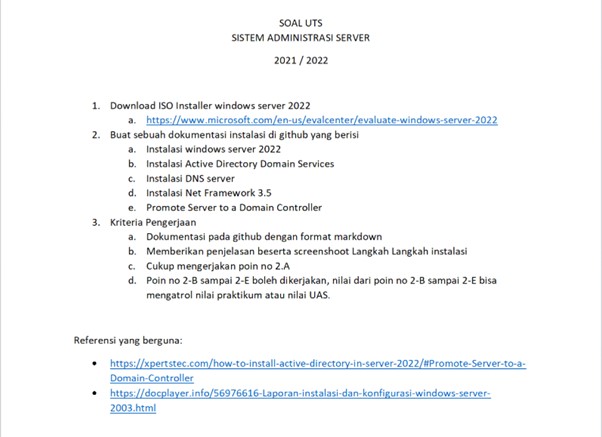 SOAL UTS
SISTEM ADMINISTRASI SERVER
2021 / 2022
1. Download ISO Installer windows server 2022
a. https://www.microsoft.com/en-us/evalcenter/evaluate-windows-server-2022
2. Buat sebuah dokumentasi instalasi di github yang berisi
a. Instalasi windows server 2022
b. Instalasi Active Directory Domain Services
c. Instalasi DNS server
d. Instalasi Net Framework 3.5
e. Promote Server to a Domain Controller
3. Kriteria Pengerjaan
a. Dokumentasi pada github dengan format markdown
b. Memberikan penjelasan beserta screenshoot Langkah Langkah instalasi
c. Cukup mengerjakan poin no 2.A
d. Poin no 2-B sampai 2-E boleh dikerjakan, nilai dari poin no 2-B sampai 2-E bisa
mengatrol nilai praktikum atau nilai UAS.
Referensi yang berguna:
• https://xpertstec.com/how-to-install-active-directory-in-server-2022/#Promote-Server-to-a-
Domain-Controller
• https://docplayer.info/56976616-Laporan-instalasi-dan-konfigurasi-windows-server-
2003.html